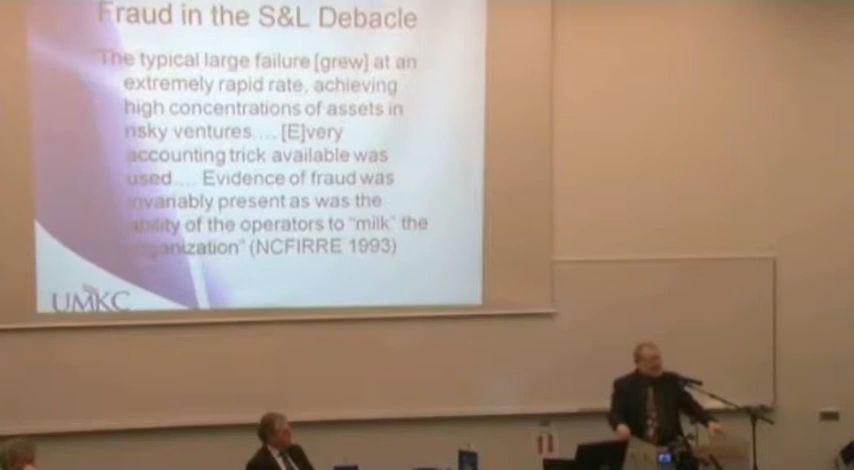 Fraud in the S&L Debacle
The typical large failure [grew] at an
extremely rapid rate, achieving
high concentrations of assets in
risky ventures.... [E]very
accounting trick available was
used.... Evidence of fraud was
invariably present as was the
ability of the operators to "milk" the
organization" (NCFIRRE 1993)
UMKC